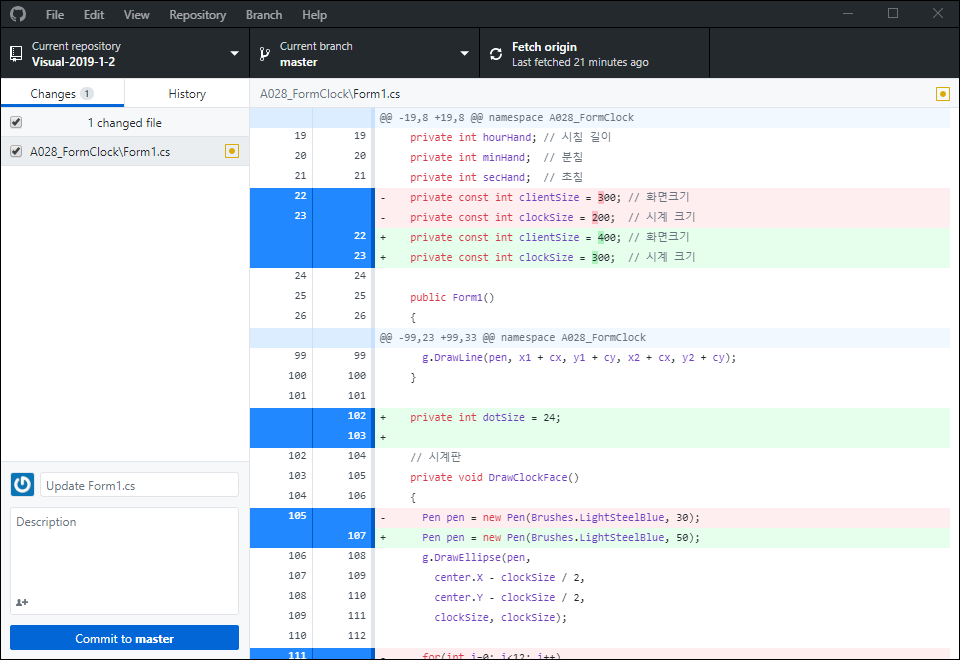 File Edit View Repository Branch Help
Current repository
Visual-2019-1-2
Current branch
master
Fetch origin
Last fetched 21 minutes ago
Changes 1 History
1 changed file
A028_FormClock\Form1.cs
Update Form1.cs
Description
Commit to master
A028_FormClock\Form1.cs
@@ -19,8 +19,8 @@ namespace A028_FormClock
19 19 private int hourHand; // 시침 길이
20 20 private int minHand; // 분침
21 21 private int secHand; // 초침
22 - private const int clientSize = 300; // 화면크기
23 - private const int clockSize = 200; // 시계 크기
22 + private const int clientSize = 400; // 화면크기
23 + private const int clockSize = 300; // 시계 크기
24 24
25 25 public Form1()
26 26 {
@@ -99,23 +99,33 @@ namespace A028_FormClock
99 99 g.DrawLine(pen, x1 + cx, y1 + cy, x2 + cx, y2 + cy);
100 100 }
101 101
102 + private int dotSize = 24;
103 +
102 104 // 시계판
103 105 private void DrawClockFace()
104 106 {
105 - Pen pen = new Pen(Brushes.LightSteelBlue, 30);
107 + Pen pen = new Pen(Brushes.LightSteelBlue, 50);
106 108 g.DrawEllipse(pen,
107 109 center.X - clockSize / 2,
108 110 center.Y - clockSize / 2,
109 111 clockSize, clockSize);
110 112
111 - for(int i=0; i<12; i++)